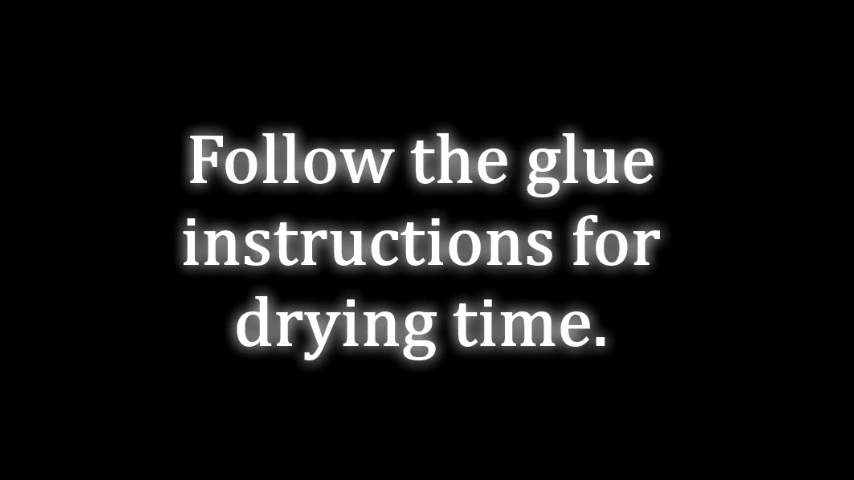 Follow the glue
instructions for
drying time.